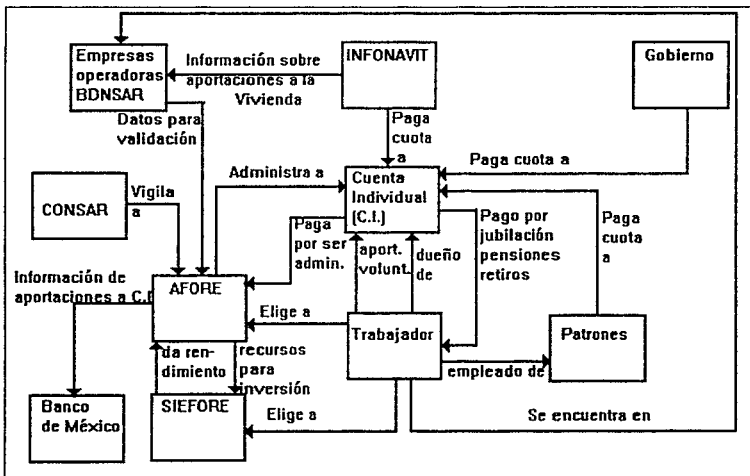 Empresas
operadoras
BDNSAR
Información sobre
aportaciones a la
Vivienda
INFONAVIT
Gobierno
Datos para
validación
Paga
cuota
a
Paga cuota a
Administra a
Cuenta
Individual
(C.I.)
CONSAR
Vigila
a
Paga
por ser
admin.
aport.
volunt.
dueño
de
Pago por
jubilación
pensiones
retiros
Paga
cuota
a
Información de
aportaciones a C.I
AFORE
Elige a
Trabajador
Patrones
empleado de
da ren-
dimiento
recursos
para
inversión
Banco
de México
SIEFORE
Elige a
Se encuentra en